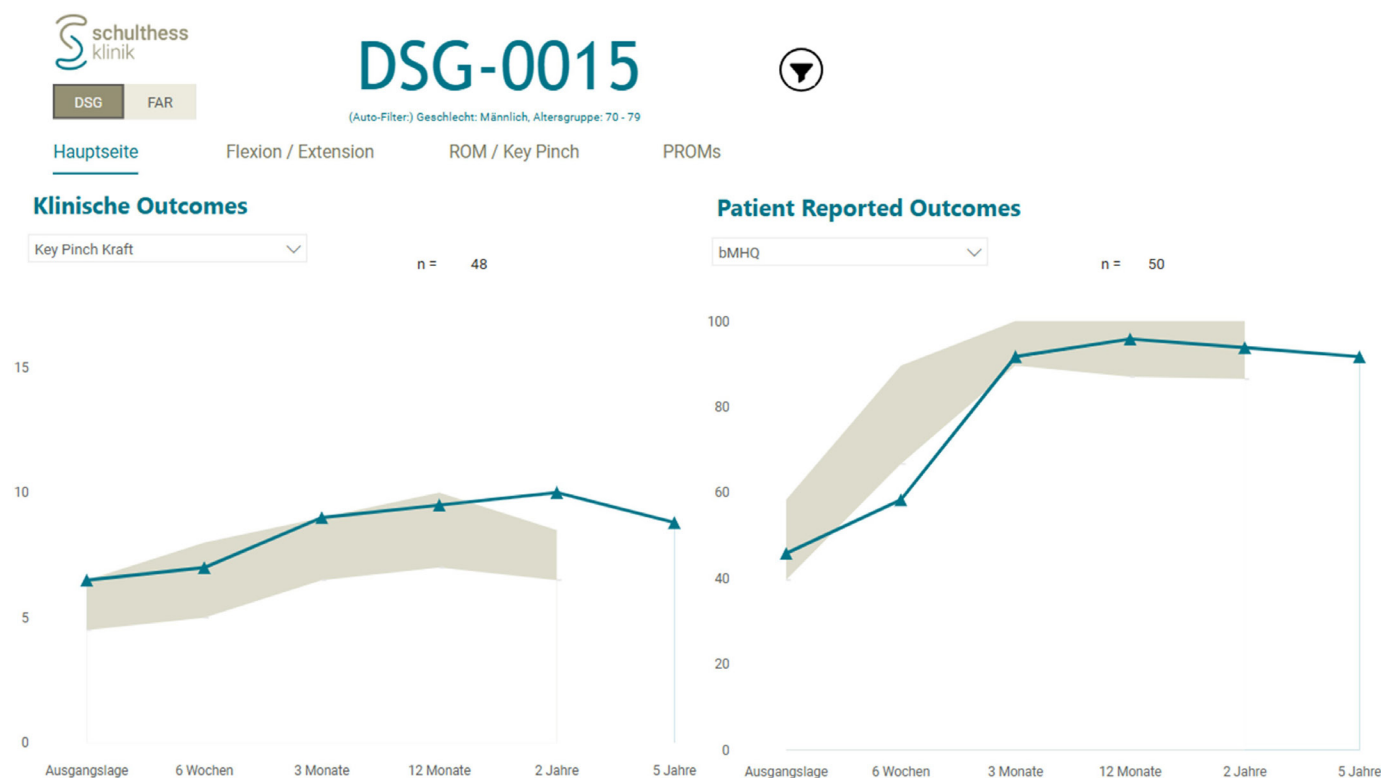 schulthess
klinik
DSG-0015
DSG FAR
(Auto-Filter:) Geschlecht: Männlich, Altersgruppe: 70 - 79
Hauptseite Flexion / Extension ROM / Key Pinch PROMs
Klinische Outcomes
Key Pinch Kraft
n = 48
15
10
5
0
Ausgangslage 6 Wochen 3 Monate 12 Monate 2 Jahre 5 Jahre
Patient Reported Outcomes
bMHQ
n = 50
100
80
60
40
20
0
Ausgangslage 6 Wochen 3 Monate 12 Monate 2 Jahre 5 Jahre